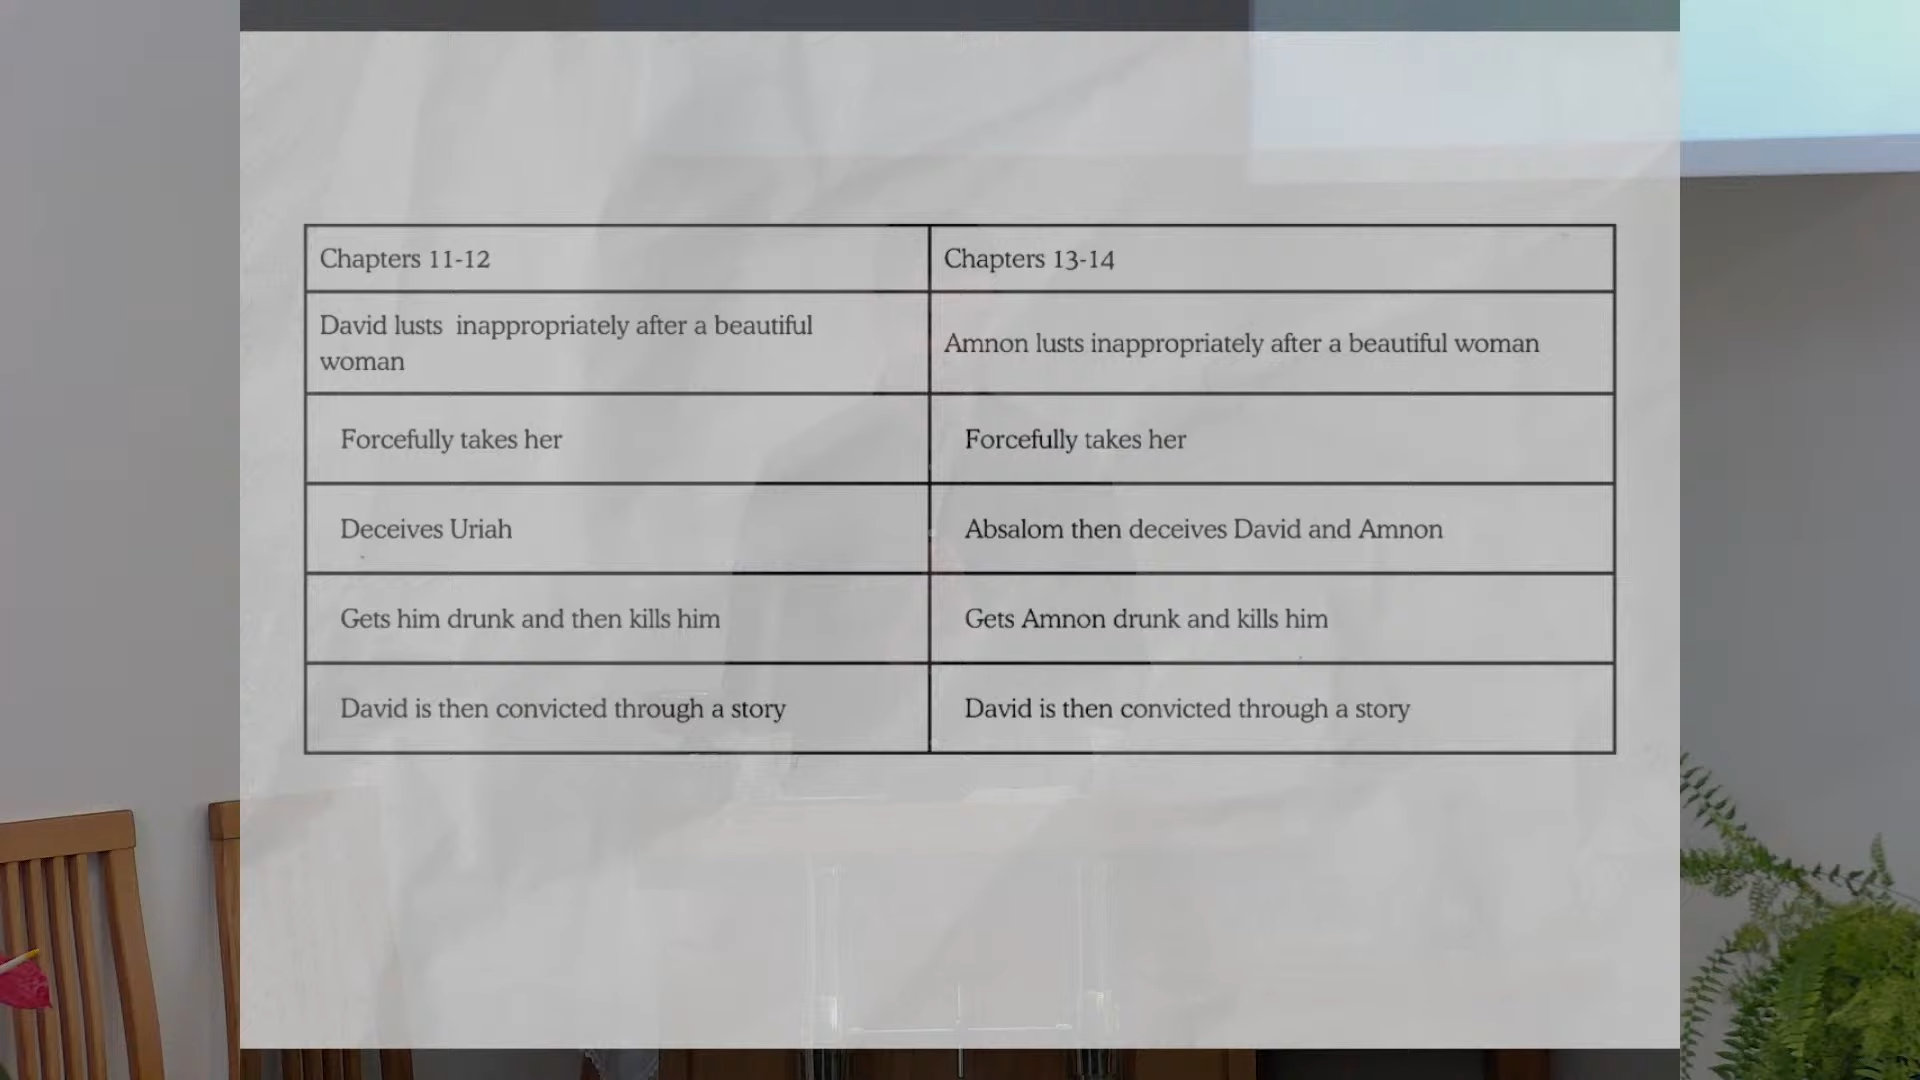 Chapters 11-12
Chapters 13-14
David lusts  inappropriately after a beautiful
woman
Amnon lusts inappropriately after a beautiful woman
Forcefully takes her
Forcefully takes her
Deceives Uriah
Absalom then deceives David and Amnon
Gets him drunk and then kills him
Gets Amnon drunk and kills him
David is then convicted through a story
David is then convicted through a story